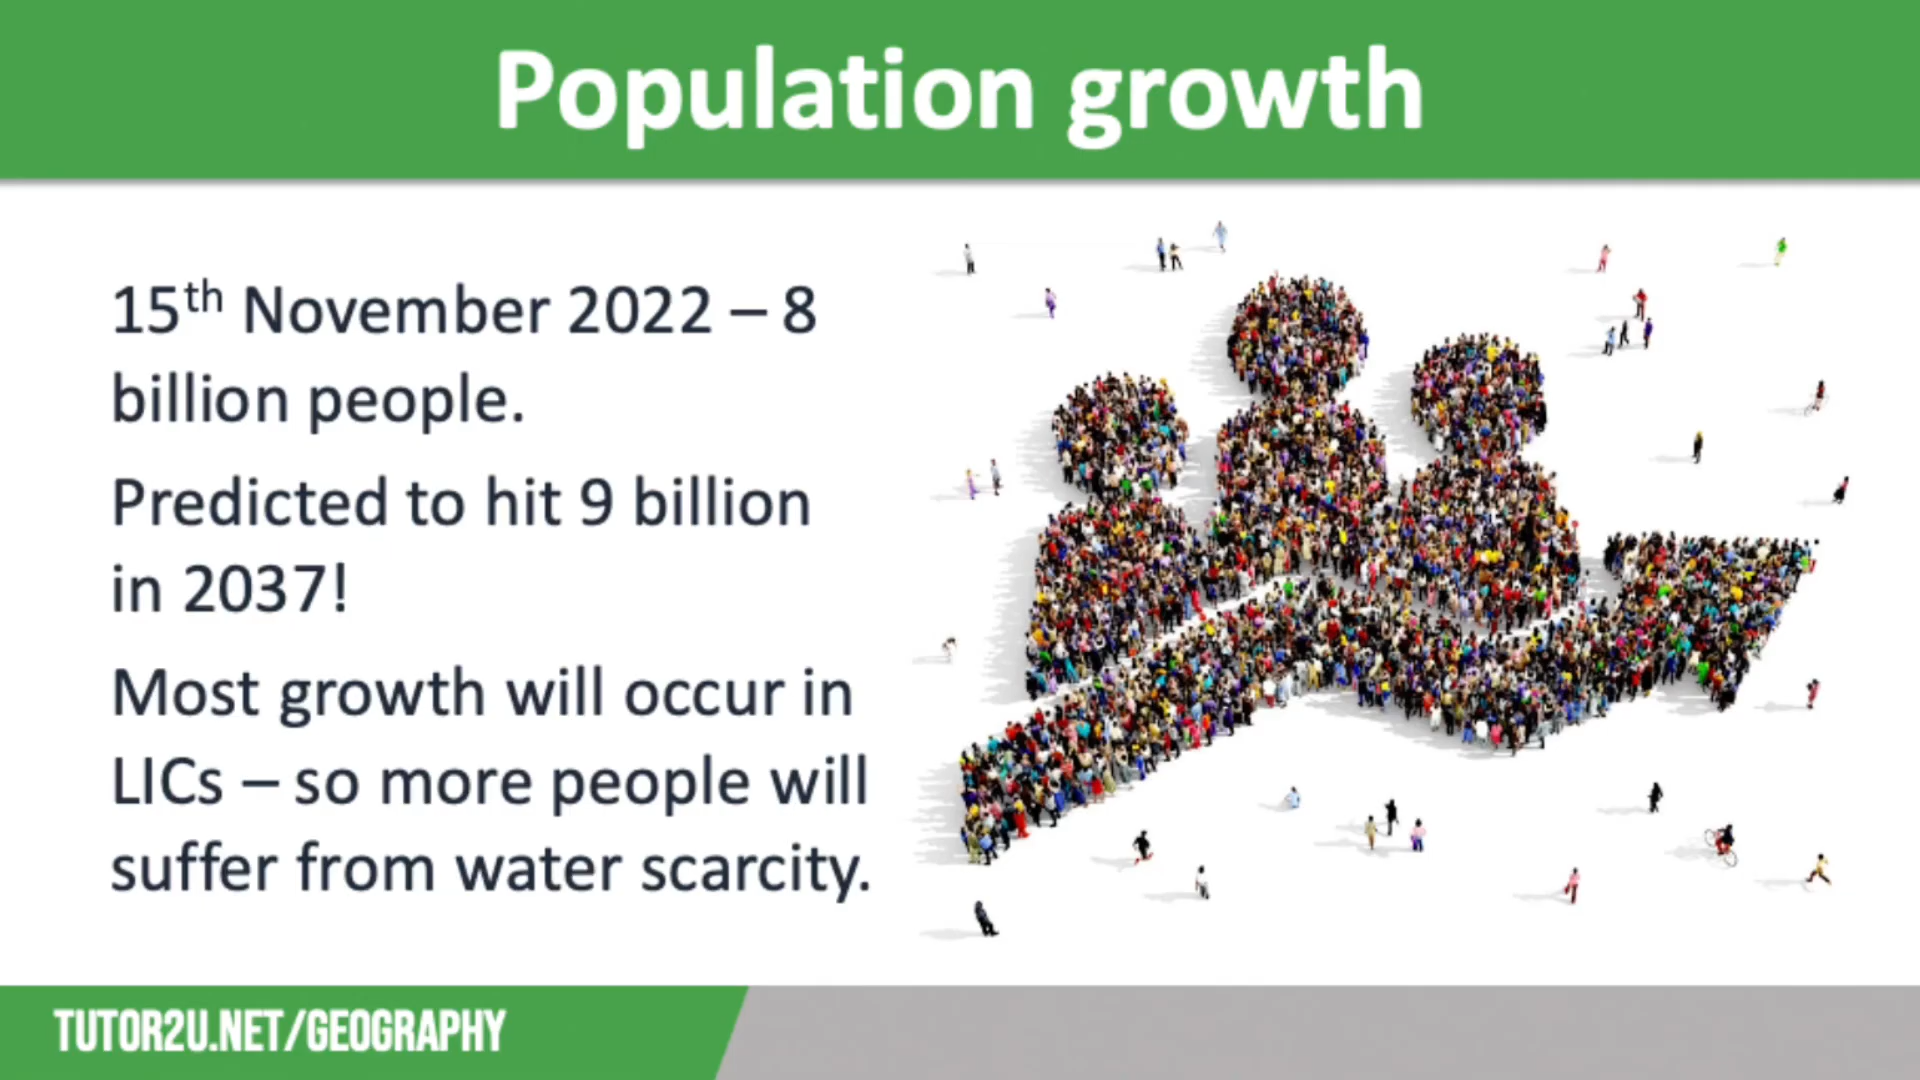 Population growth
15th November 2022 – 8
billion people.
Predicted to hit 9 billion
in 2037!
Most growth will occur in
LICs – so more people will
suffer from water scarcity.
TUTOR2U.NET/GEOGRAPHY